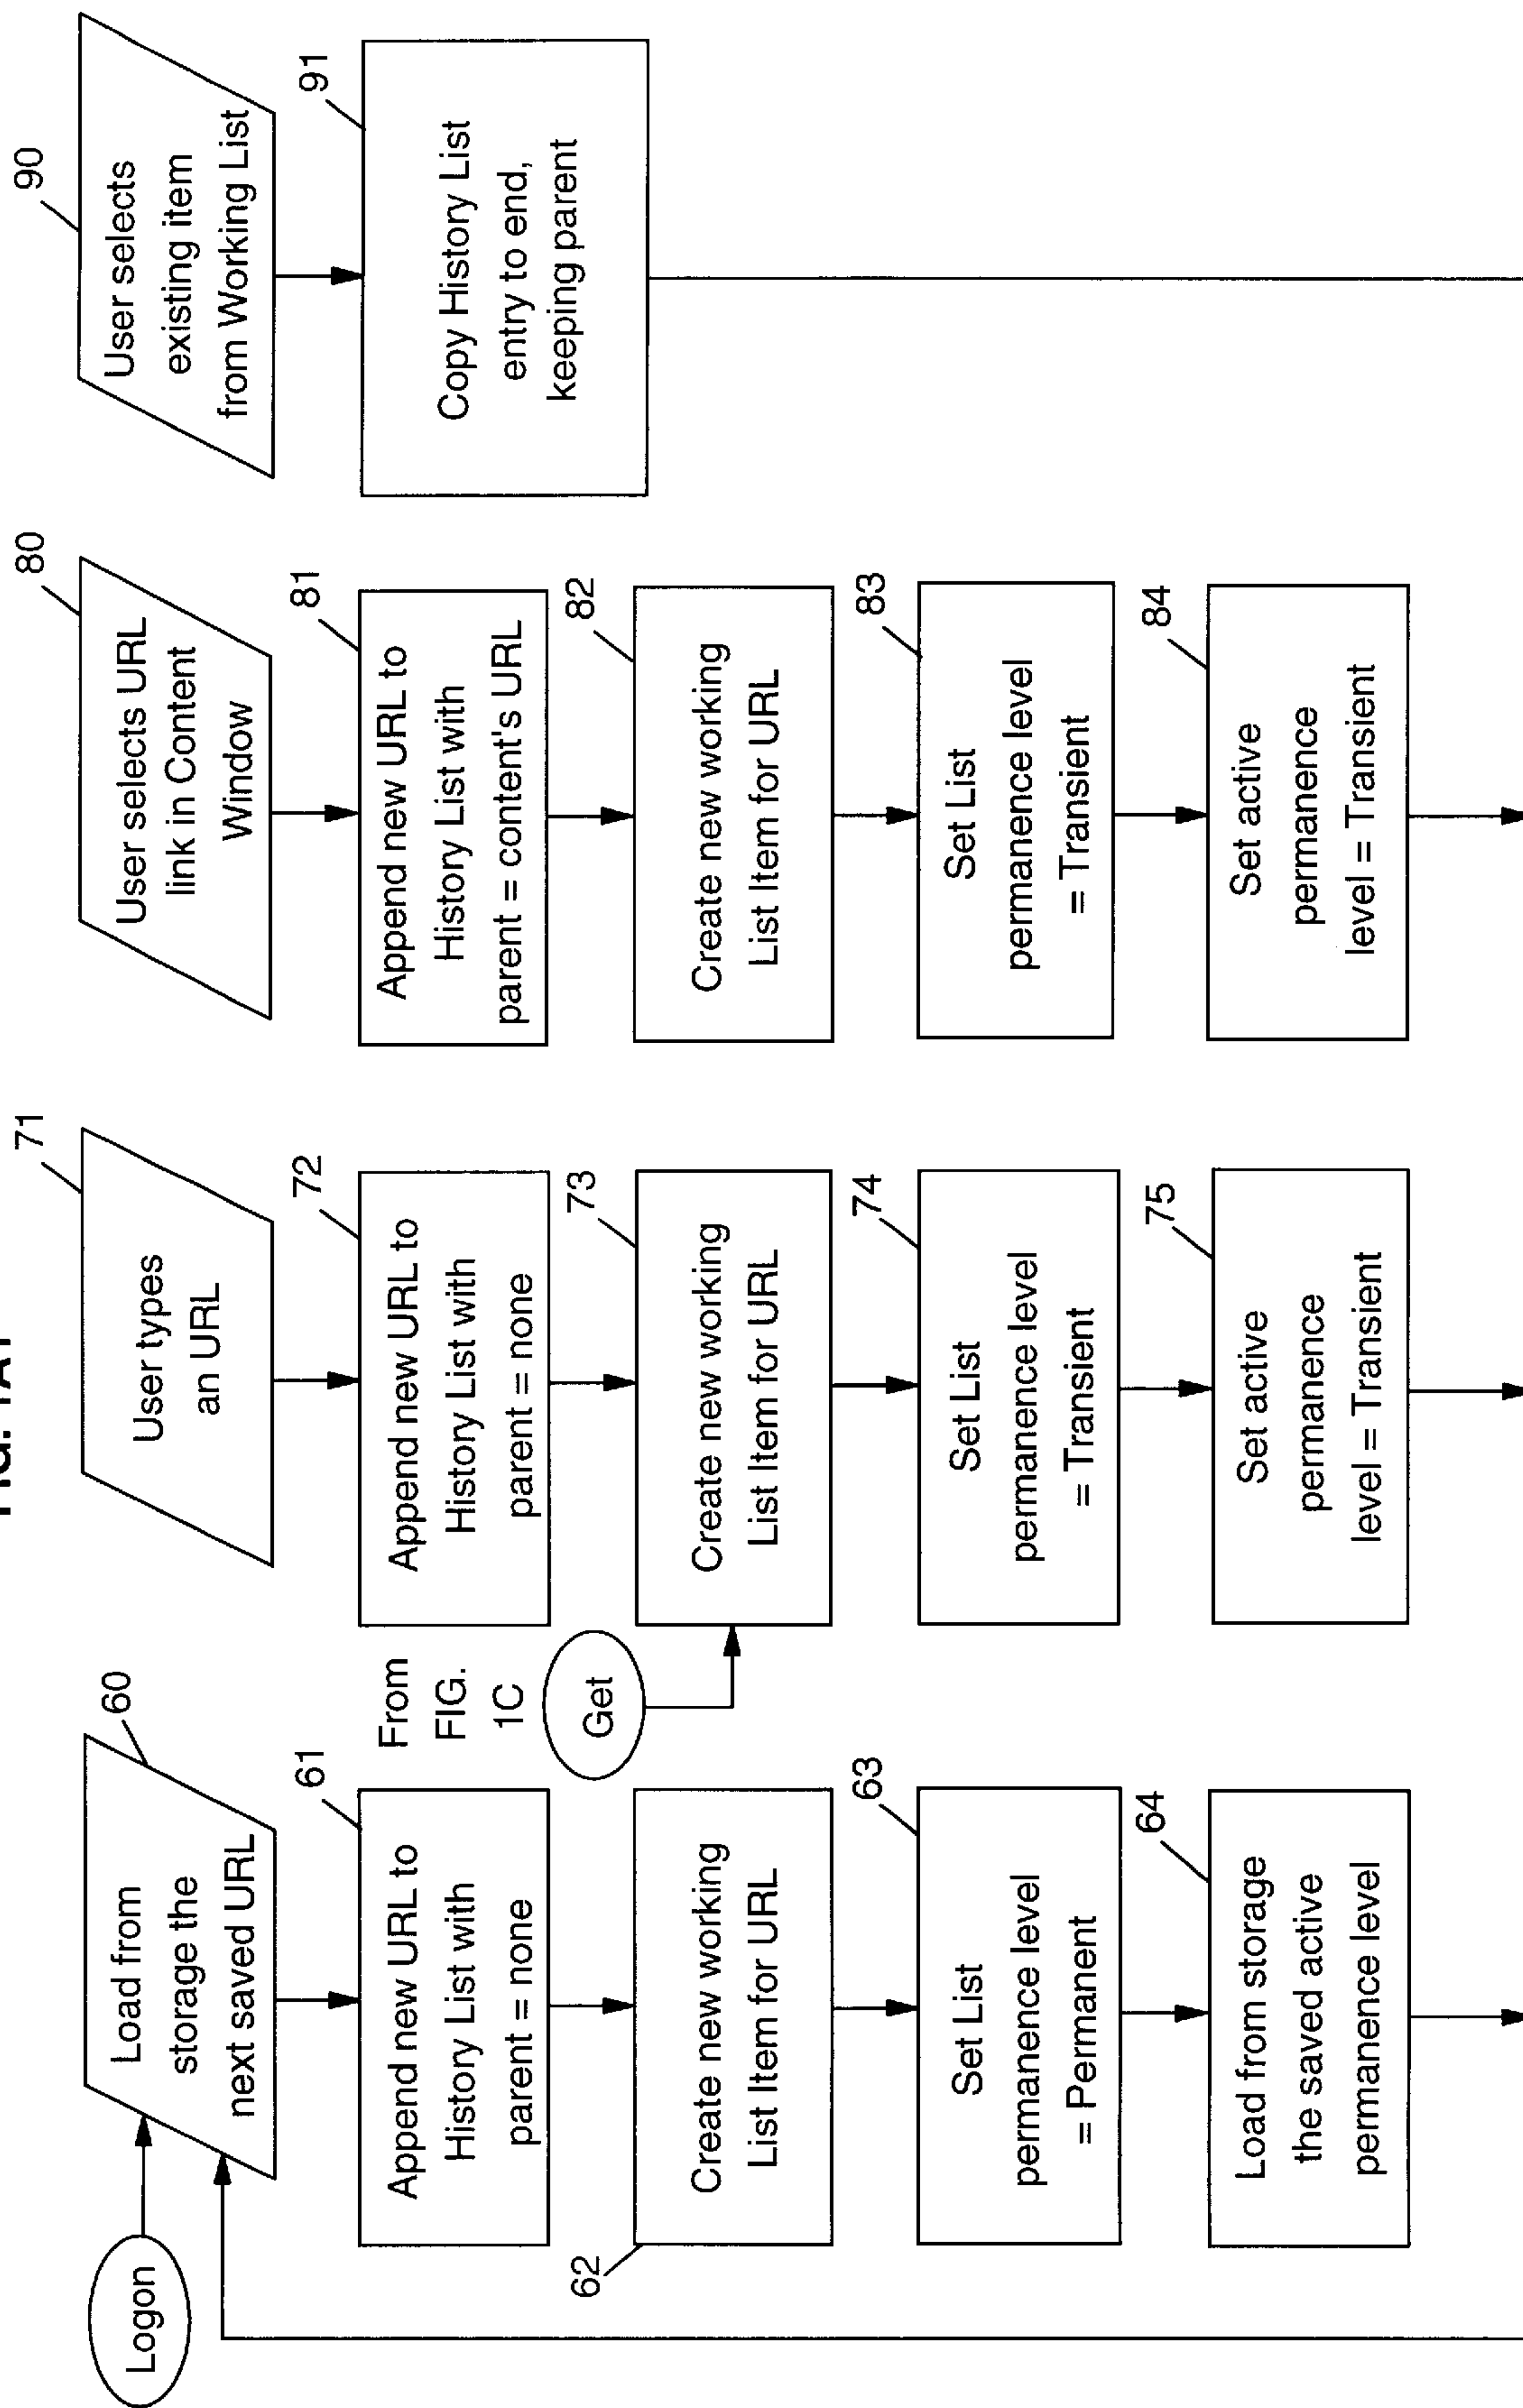 Logon
60
Load from
storage the
next saved URL
61
Append new URL to
History List with
parent = none
62
Create new working
List Item for URL
63
Set List
permanence level
= Permanent
64
Load from storage
the saved active
permanence level
71
User types
an URL
72
Append new URL to
History List with
parent = none
From
FIG.
1C
Get
73
Create new working
List Item for URL
74
Set List
permanence level
= Transient
75
Set active
permanence
level = Transient
80
User selects URL
link in Content
Window
81
Append new URL to
History List with
parent = content's URL
82
Create new working
List Item for URL
83
Set List
permanence level
= Transient
84
Set active
permanence
level = Transient
90
User selects
existing item
from Working List
91
Copy History List
entry to end,
keeping parent